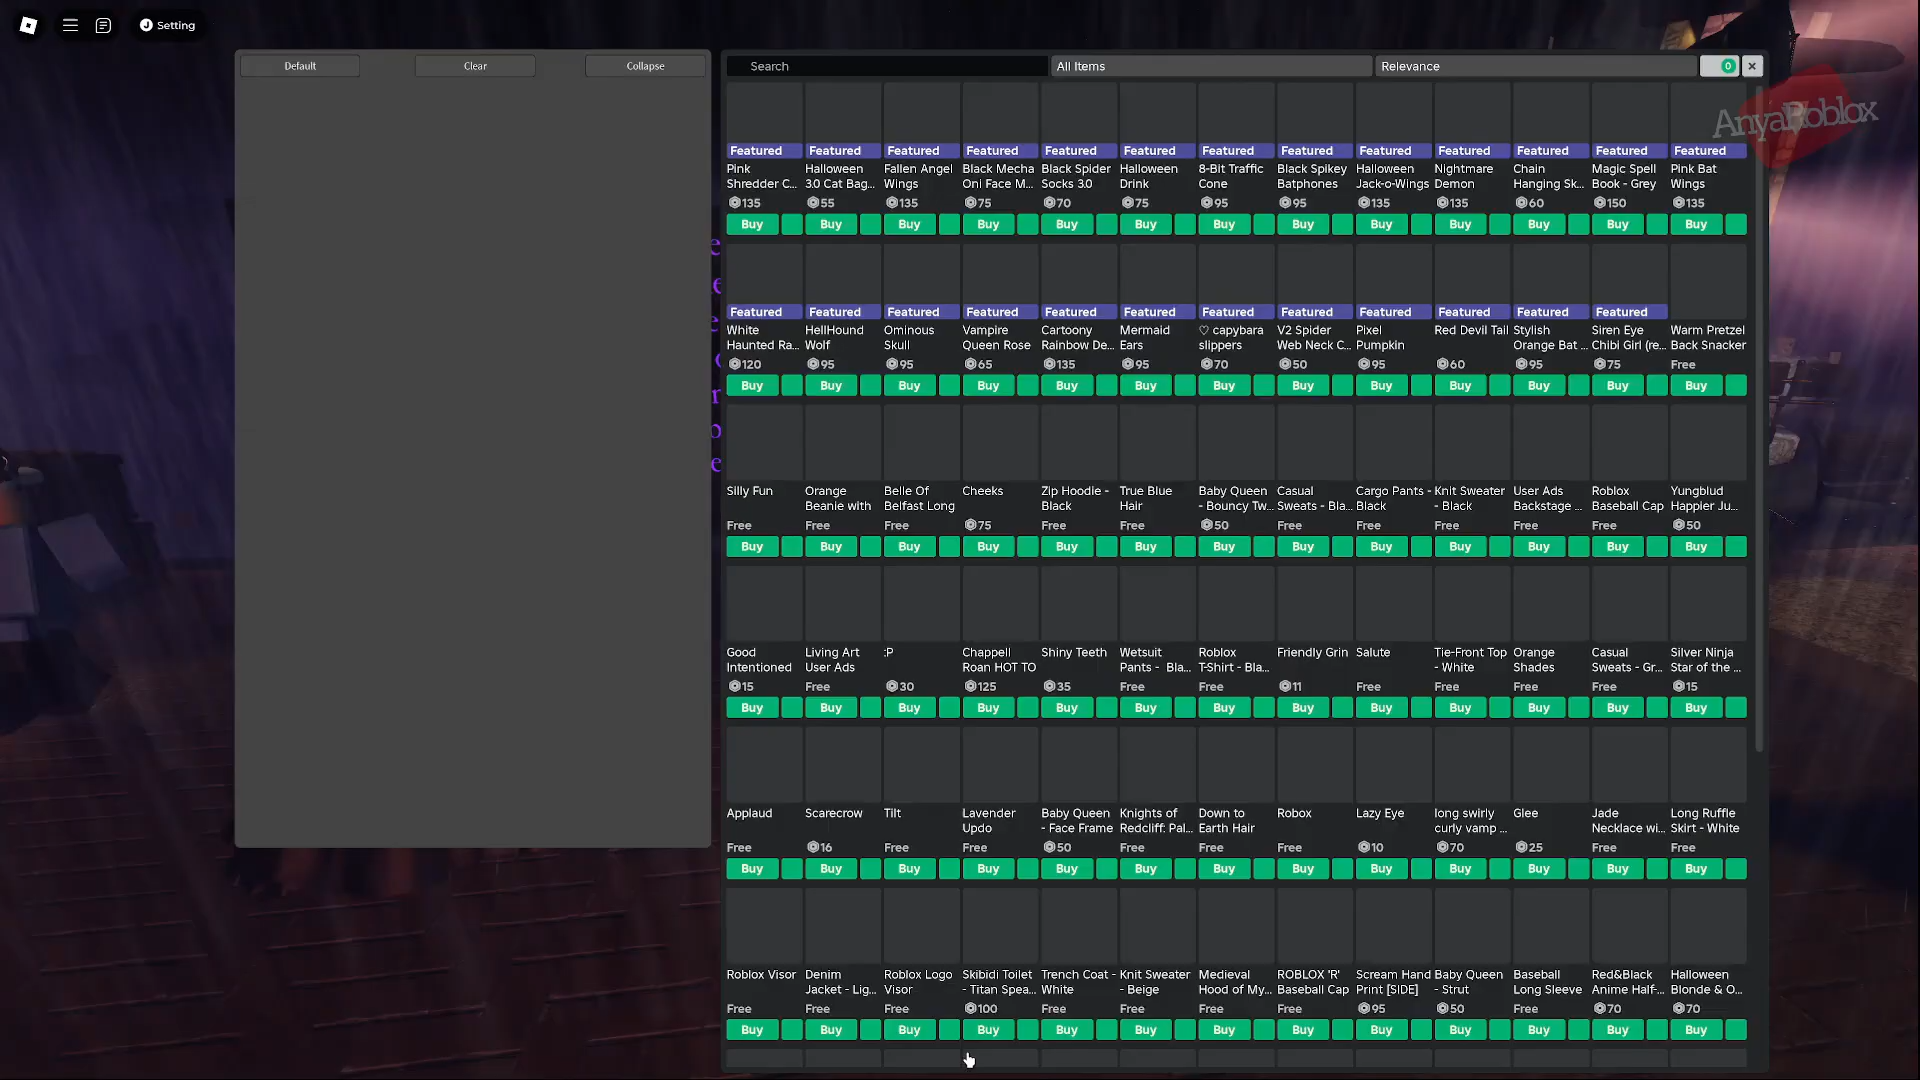 Setting
Default
Clear
Collapse
Search
All Items
Relevance
0
AnyaRoblox
Featured Featured Featured Featured Featured Featured Featured Featured Featured Featured Featured Featured Featured
Pink Halloween Fallen Angel Black Mecha Black Spider Halloween 8-Bit Traffic Black Spikey Halloween Nightmare Chain Magic Spell Pink Bat
Shredder C... 3.0 Cat Bag... Wings Oni Face M... Socks 3.0 Drink Cone Batphones Jack-o-Wings Demon Hanging Sk... Book - Grey Wings
135 55 135 75 70 75 95 95 135 135 60 150 135
Buy Buy Buy Buy Buy Buy Buy Buy Buy Buy Buy Buy Buy
Featured Featured Featured Featured Featured Featured Featured Featured Featured Featured Featured Featured
White HellHound Ominous Vampire Cartoony Mermaid ♡ capybara V2 Spider Pixel Red Devil Tail Stylish Siren Eye Warm Pretzel
Haunted Ra... Wolf Skull Queen Rose Rainbow De... Ears slippers Web Neck C... Pumpkin Orange Bat ... Chibi Girl (re... Back Snacker
120 95 95 65 135 95 70 50 95 60 95 75 Free
Buy Buy Buy Buy Buy Buy Buy Buy Buy Buy Buy Buy Buy
Silly Fun Orange Belle Of Cheeks Zip Hoodie - True Blue Baby Queen Casual Cargo Pants - Knit Sweater User Ads Roblox Yungblud
Beanie with Belfast Long Black Hair - Bouncy Tw... Sweats - Bla... Black - Black Backstage ... Baseball Cap Happier Ju...
Free Free Free 75 Free Free 50 Free Free Free Free Free 50
Buy Buy Buy Buy Buy Buy Buy Buy Buy Buy Buy Buy Buy
Good Living Art :P Chappell Shiny Teeth Wetsuit Roblox Friendly Grin Salute Tie-Front Top Orange Casual Silver Ninja
Intentioned User Ads Roan HOT TO Pants - Bla... T-Shirt - Bla... - White Shades Sweats - Gr... Star of the ...
15 Free 30 125 35 Free Free 11 Free Free Free Free 15
Buy Buy Buy Buy Buy Buy Buy Buy Buy Buy Buy Buy Buy
Applaud Scarecrow Tilt Lavender Baby Queen Knights of Down to Robox Lazy Eye long swirly Glee Jade Long Ruffle
Updo - Face Frame Redcliff: Pal... Earth Hair curly vamp ... Necklace wi... Skirt - White
Free 16 Free Free 50 Free Free Free 10 70 25 Free Free
Buy Buy Buy Buy Buy Buy Buy Buy Buy Buy Buy Buy Buy
Roblox Visor Denim Roblox Logo Skibidi Toilet Trench Coat - Knit Sweater Medieval ROBLOX 'R' Scream Hand Baby Queen Baseball Red&Black Halloween
Jacket - Lig... Visor - Titan Spea... White - Beige Hood of My... Baseball Cap Print [SIDE] - Strut Long Sleeve Anime Half-... Blonde & O...
Free Free Free 100 Free Free Free Free 95 50 Free 70 70
Buy Buy Buy Buy Buy Buy Buy Buy Buy Buy Buy Buy Buy